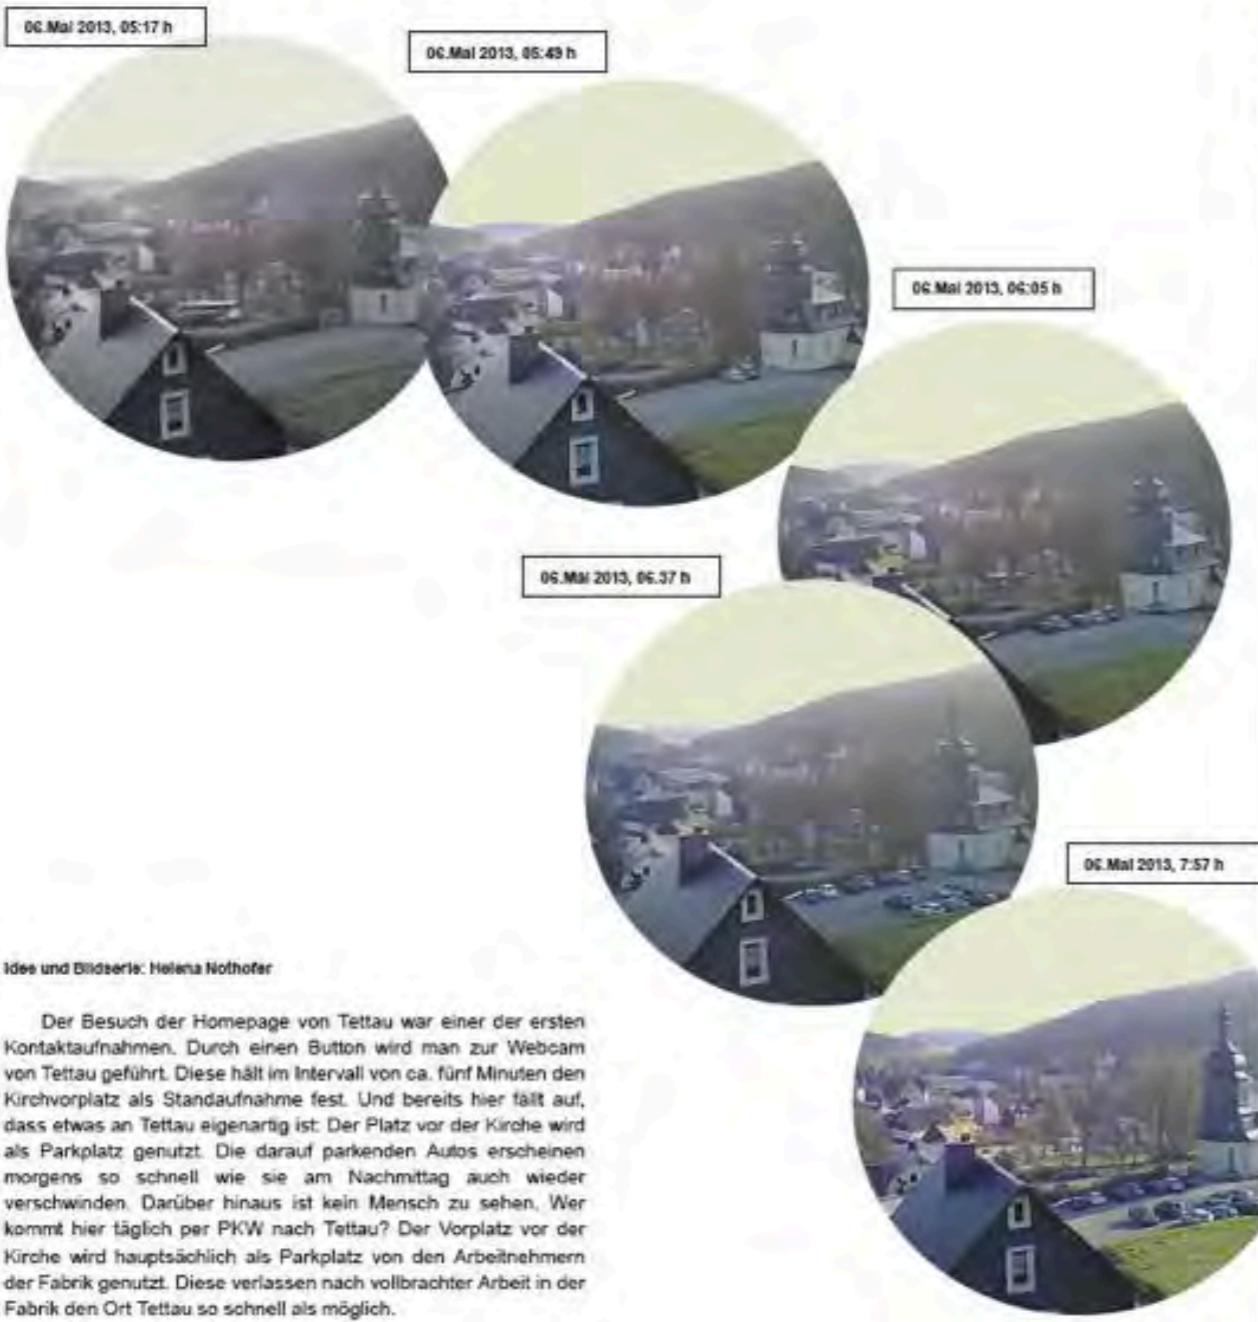 06.Mai 2013, 05:17 h
06.Mai 2013, 05:49 h
06.Mai 2013, 06:05 h
06.Mai 2013, 06.37 h
06.Mai 2013, 7:57 h
Idee und Bildserie: Helena Nothofer
Der Besuch der Homepage von Tettau war einer der ersten
Kontaktaufnahmen. Durch einen Button wird man zur Webcam
von Tettau geführt. Diese hält im Intervall von ca. fünf Minuten den
Kirchvorplatz als Standaufnahme fest. Und bereits hier fällt auf,
dass etwas an Tettau eigenartig ist: Der Platz vor der Kirche wird
als Parkplatz genutzt. Die darauf parkenden Autos erscheinen
morgens so schnell wie sie am Nachmittag auch wieder
verschwinden. Darüber hinaus ist kein Mensch zu sehen. Wer
kommt hier täglich per PKW nach Tettau? Der Vorplatz vor der
Kirche wird hauptsächlich als Parkplatz von den Arbeitnehmern
der Fabrik genutzt. Diese verlassen nach vollbrachter Arbeit in der
Fabrik den Ort Tettau so schnell als möglich.